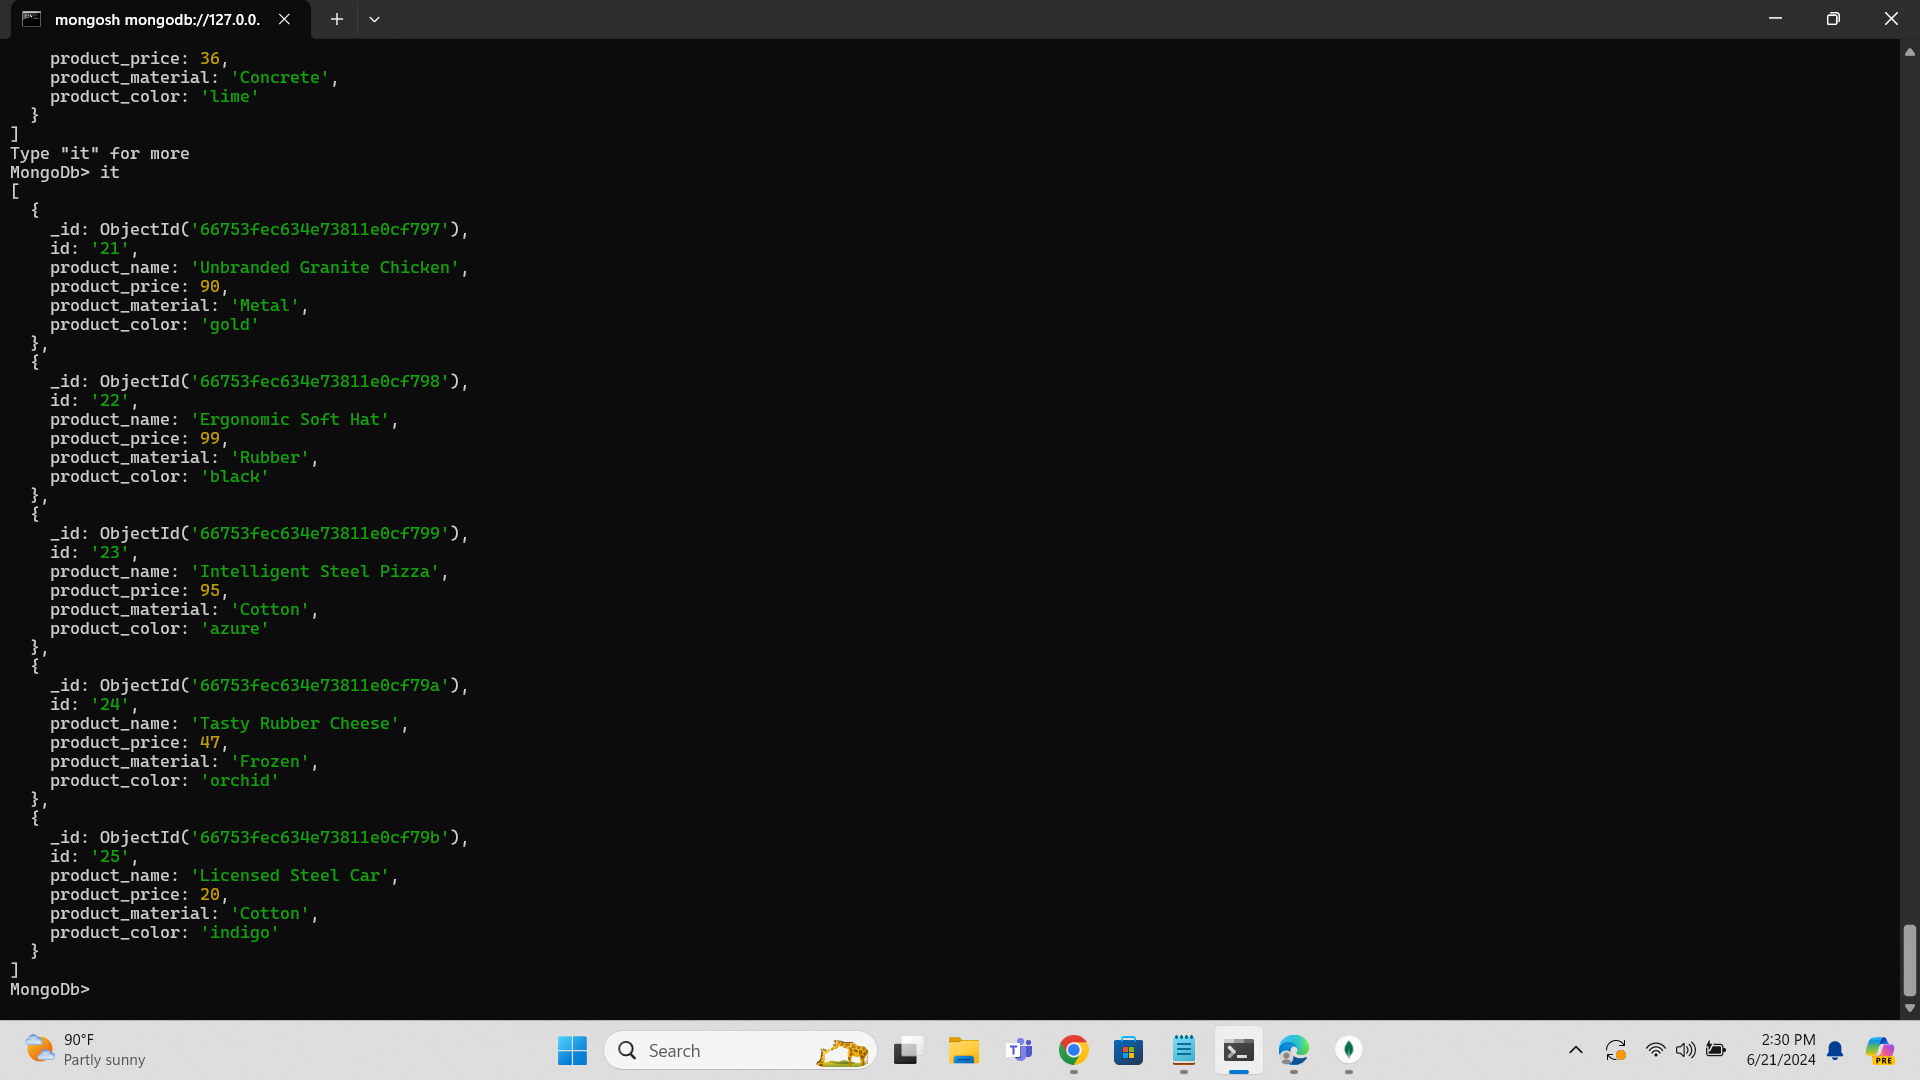 mongosh mongodb://127.0.0.
product_price: 36,
product_material: 'Concrete',
product_color: 'lime'
}
]
Type "it" for more
MongoDb> it
[
{
_id: ObjectId('66753fec634e73811e0cf797'),
id: '21',
product_name: 'Unbranded Granite Chicken',
product_price: 90,
product_material: 'Metal',
product_color: 'gold'
},
{
_id: ObjectId('66753fec634e73811e0cf798'),
id: '22',
product_name: 'Ergonomic Soft Hat',
product_price: 99,
product_material: 'Rubber',
product_color: 'black'
},
{
_id: ObjectId('66753fec634e73811e0cf799'),
id: '23',
product_name: 'Intelligent Steel Pizza',
product_price: 95,
product_material: 'Cotton',
product_color: 'azure'
},
{
_id: ObjectId('66753fec634e73811e0cf79a'),
id: '24',
product_name: 'Tasty Rubber Cheese',
product_price: 47,
product_material: 'Frozen',
product_color: 'orchid'
},
{
_id: ObjectId('66753fec634e73811e0cf79b'),
id: '25',
product_name: 'Licensed Steel Car',
product_price: 20,
product_material: 'Cotton',
product_color: 'indigo'
}
]
MongoDb>
90°F
Partly sunny
Search
2:30 PM
6/21/2024
PRE